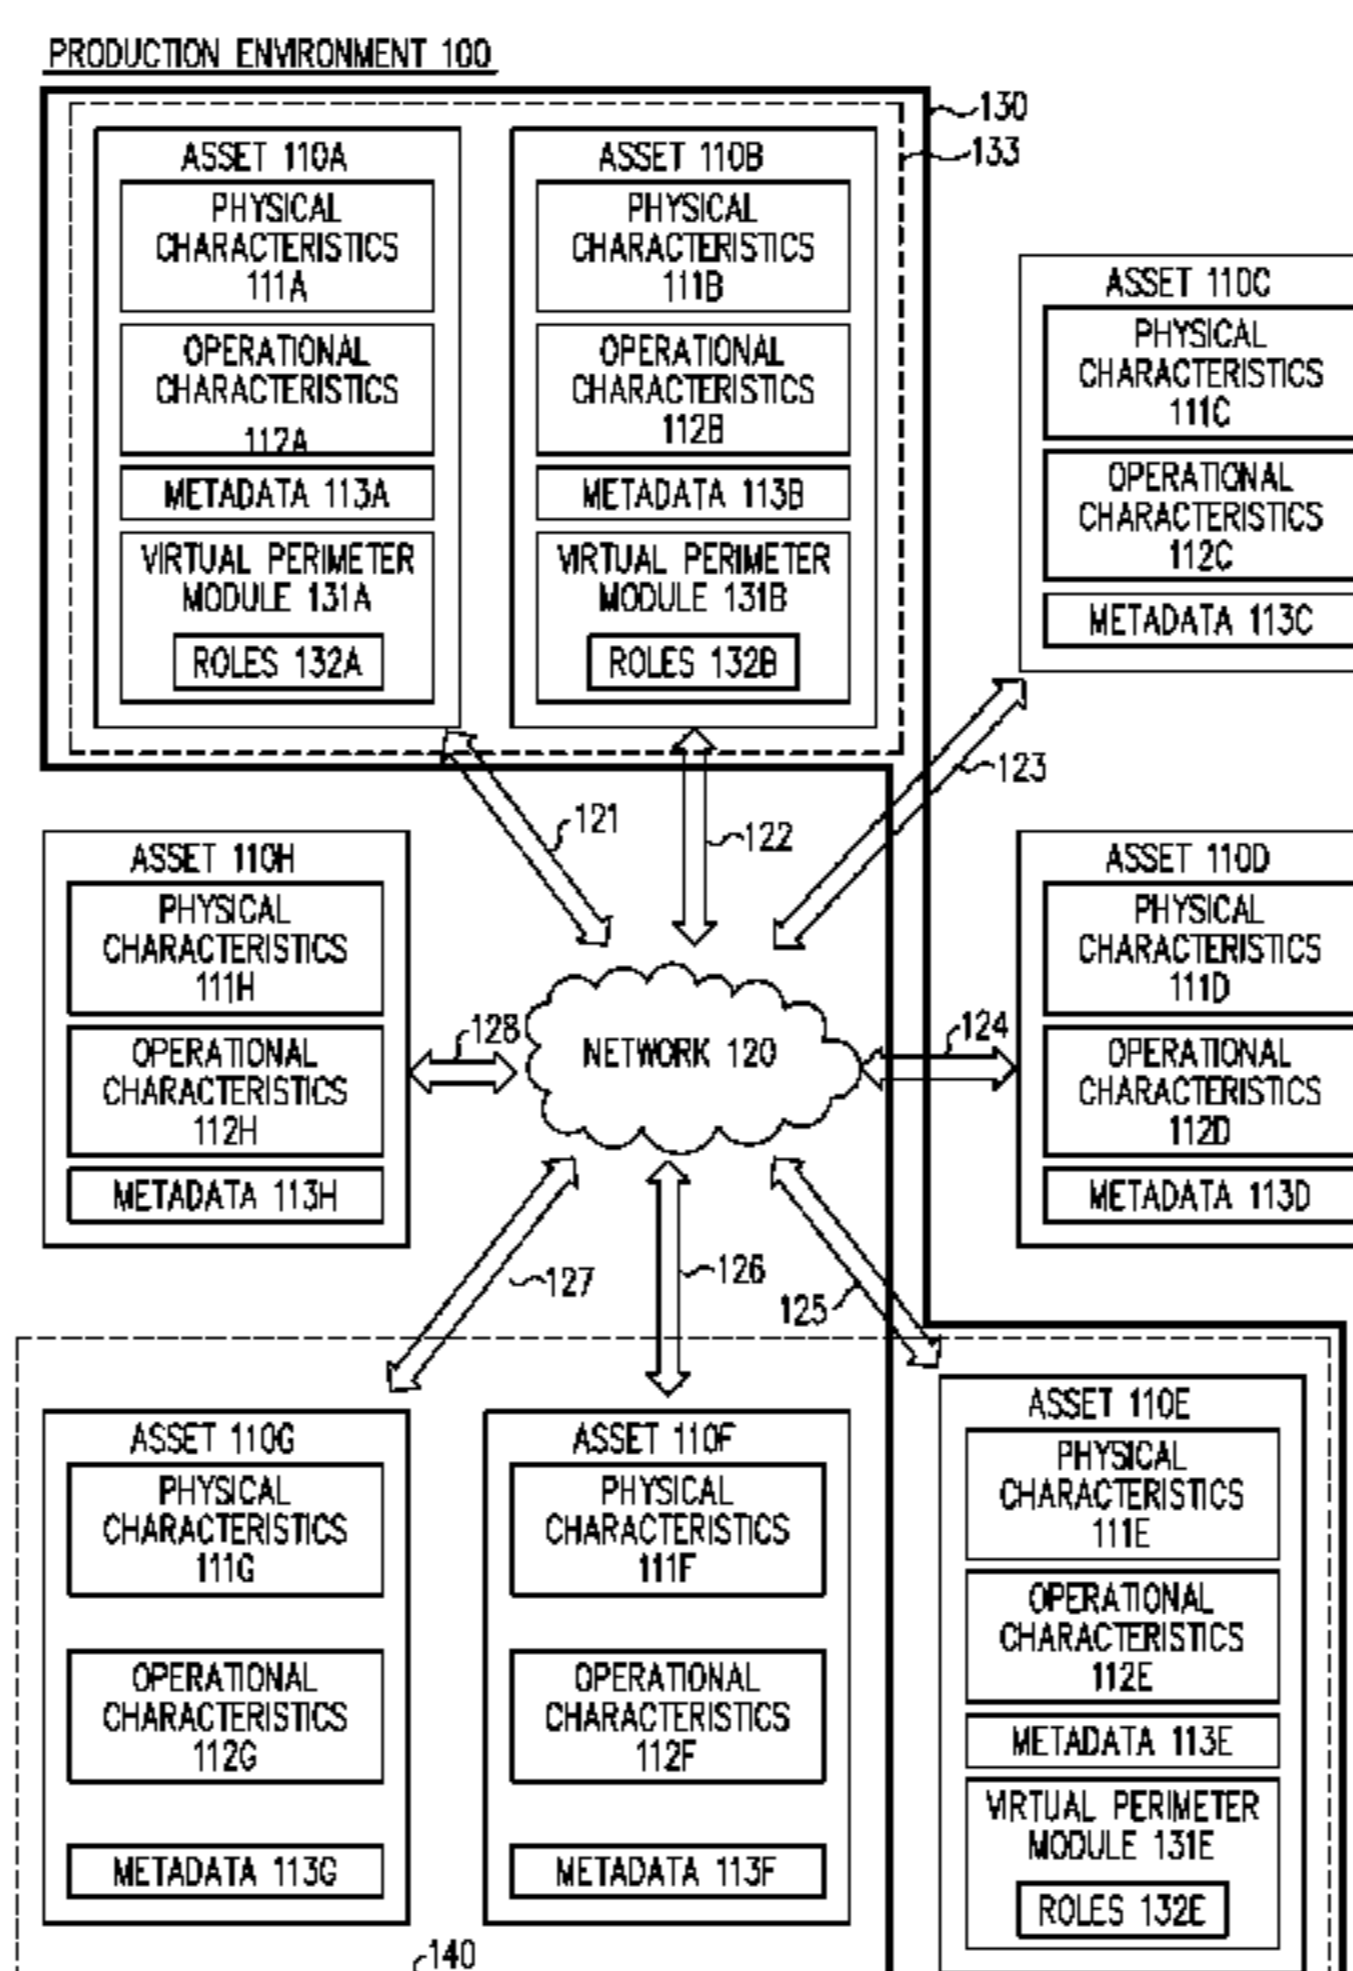 PRODUCTION ENVIRONMENT 100
130
133
ASSET 110A
PHYSICAL
CHARACTERISTICS
111A
OPERATIONAL
CHARACTERISTICS
112A
METADATA 113A
VIRTUAL PERIMETER
MODULE 131A
ROLES 132A
ASSET 110B
PHYSICAL
CHARACTERISTICS
111B
OPERATIONAL
CHARACTERISTICS
112B
METADATA 113B
VIRTUAL PERIMETER
MODULE 131B
ROLES 132B
ASSET 110C
PHYSICAL
CHARACTERISTICS
111C
OPERATIONAL
CHARACTERISTICS
112C
METADATA 113C
121
122
123
ASSET 110H
PHYSICAL
CHARACTERISTICS
111H
OPERATIONAL
CHARACTERISTICS
112H
METADATA 113H
128
NETWORK 120
124
ASSET 110D
PHYSICAL
CHARACTERISTICS
111D
OPERATIONAL
CHARACTERISTICS
112D
METADATA 113D
127
126
125
ASSET 110G
PHYSICAL
CHARACTERISTICS
111G
OPERATIONAL
CHARACTERISTICS
112G
METADATA 113G
ASSET 110F
PHYSICAL
CHARACTERISTICS
111F
OPERATIONAL
CHARACTERISTICS
112F
METADATA 113F
ASSET 110E
PHYSICAL
CHARACTERISTICS
111E
OPERATIONAL
CHARACTERISTICS
112E
METADATA 113E
VIRTUAL PERIMETER
MODULE 131E
ROLES 132E
140